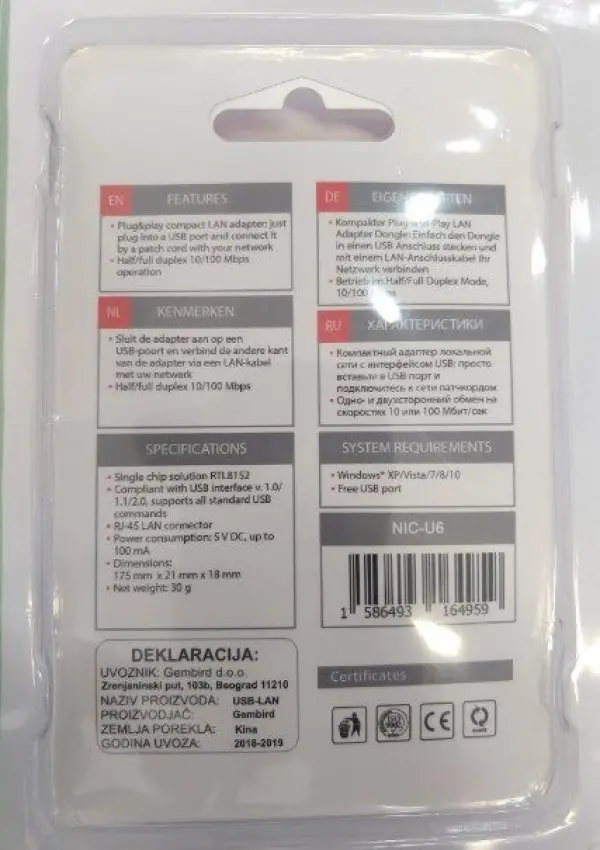 EN FEATURES
• Plug&play compact LAN adapter: just
plug into a USB port and connect it
by a patch cord with your network
• Half/full duplex 10/100 Mbps
operation
NL KENMERKEN
• Sluit de adapter aan op een
USB-poort en verbind de andere kant
van de adapter via een LAN-kabel
met uw netwerk
• Half/full duplex 10/100 Mbps
SPECIFICATIONS
• Single chip solution RTL8152
• Compliant with USB interface v. 1.0/
1.1/2.0, supports all standard USB
commands
• RJ-45 LAN connector
• Power consumption: 5 V DC, up to
100 mA
• Dimensions:
175 mm x 21 mm x 18 mm
• Net weight: 30 g
DEKLARACIJA:
UVOZNIK: Gembird d.o.o.
Zrenjaninski put, 103b, Beograd 11210
NAZIV PROIZVODA: USB-LAN
PROIZVODJAČ: Gembird
ZEMLJA POREKLA: Kina
GODINA UVOZA: 2018-2019
DE
• Kompakter Plug and Play LAN
Adapter Dongle: Einfach den Dongle
in einen USB Anschluss stecken und
mit einem LAN-Anschlusskabel Ihr
Netzwerk verbinden
• Betrieb im Half/Full Duplex Mode,
RU ХАРАКТЕРИСТИКИ
• Компактный адаптер локальной
сети с интерфейсом USB: просто
вставьте в USB порт и
подключитесь к сети патчкордом
• Одно- и двухсторонний обмен на
скоростях 10 или 100 Мбит/сек
SYSTEM REQUIREMENTS
• Windows® XP/Vista/7/8/10
• Free USB port
NIC-U6
1 586493 164959
Certificates
CE